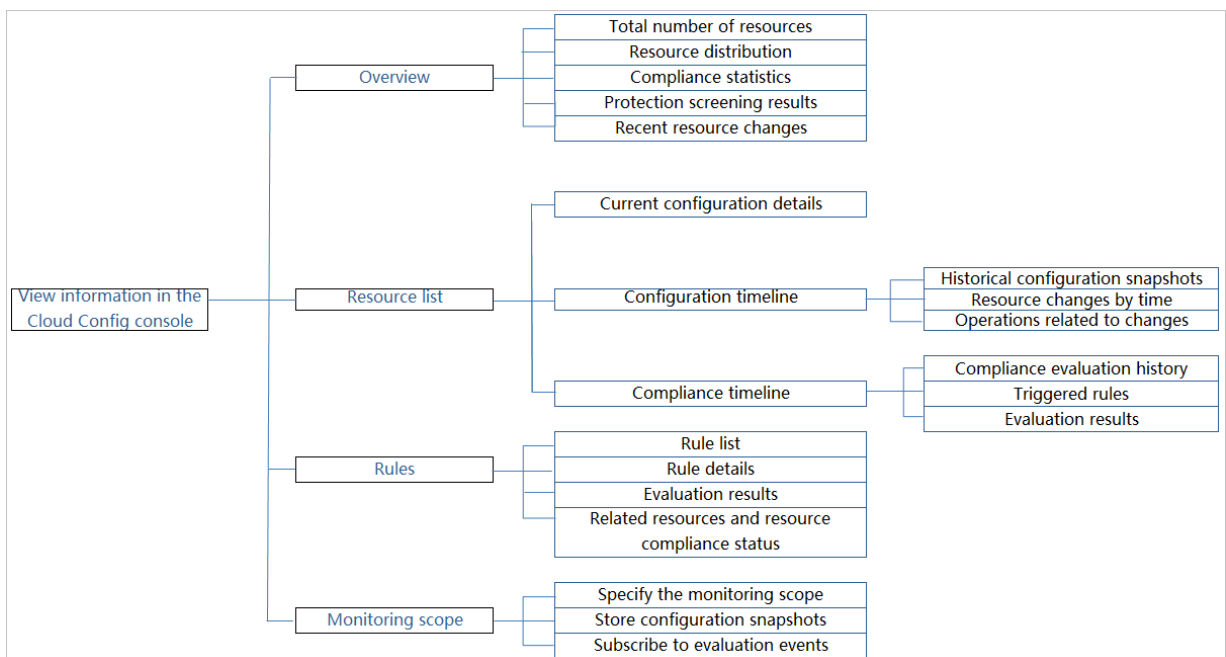 View information in the
Cloud Config console
Overview
Total number of resources
Resource distribution
Compliance statistics
Protection screening results
Recent resource changes
Resource list
Current configuration details
Configuration timeline
Historical configuration snapshots
Resource changes by time
Operations related to changes
Compliance timeline
Compliance evaluation history
Triggered rules
Evaluation results
Rules
Rule list
Rule details
Evaluation results
Related resources and resource
compliance status
Monitoring scope
Specify the monitoring scope
Store configuration snapshots
Subscribe to evaluation events